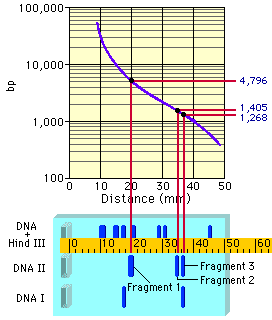 100,000
10,000
1,000
100
bp
4,796
1,405
1,268
0 10 20 30 40 50
Distance (mm)
DNA
+
Hind III
0 10 20 30 40 50 60
DNA II
Fragment 3
Fragment 2
Fragment 1
DNA I